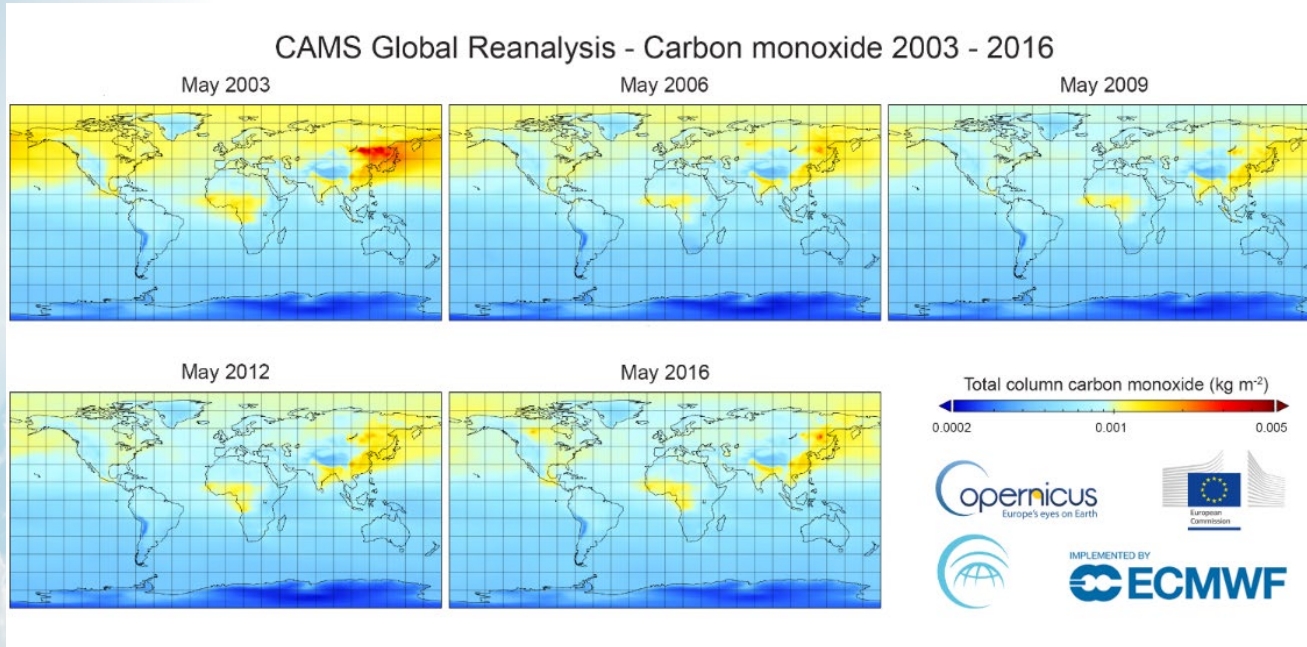 CAMS Global Reanalysis - Carbon monoxide 2003 - 2016
May 2003
May 2006
May 2009
May 2012
May 2016
Total column carbon monoxide (kg m⁻²)
0.0002 0.001 0.005
Copernicus
Europe's eyes on Earth
European
Commission
IMPLEMENTED BY
ECMWF